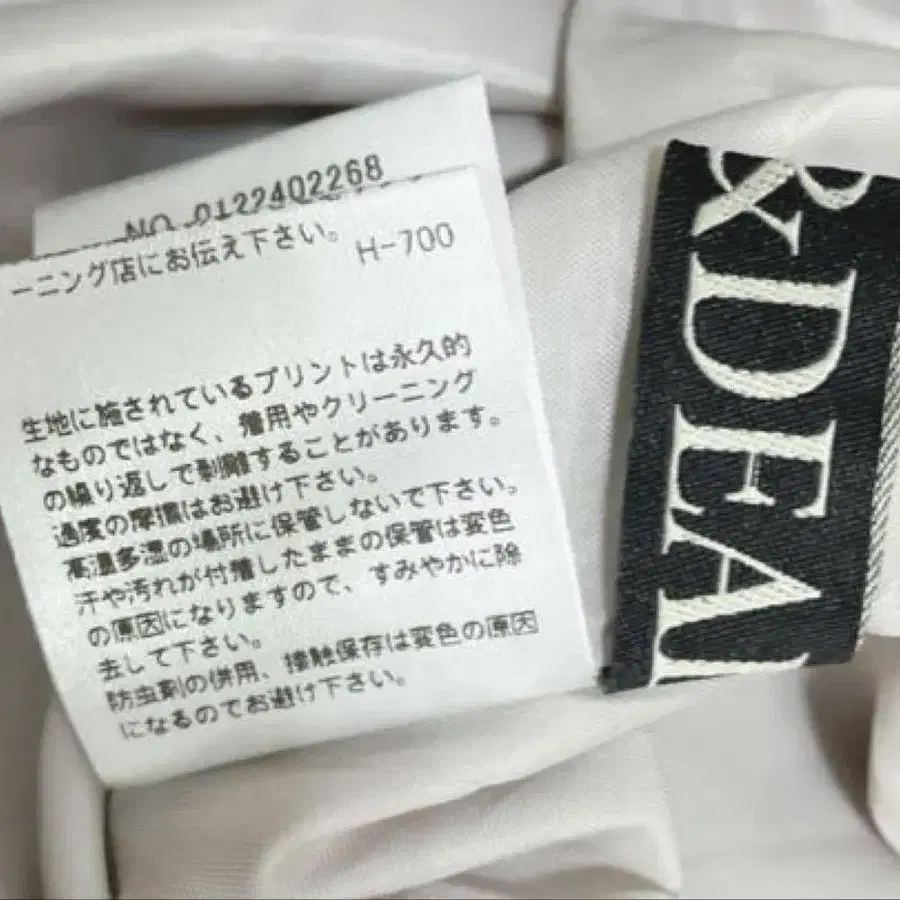 NO 0122402268
ーニング店にお伝え下さい。 H-700
生地に施されているプリントは永久的
なものではなく、着用やクリーニング
の繰り返しで剥離することがあります。
過度の摩擦はお避け下さい。
高温多湿の場所に保管しないで下さい。
汗や汚れが付着したままの保管は変色
の原因になりますので、すみやかに除
去して下さい。
防虫剤の併用、接触保存は変色の原因
になるのでお避け下さい。
& DEA